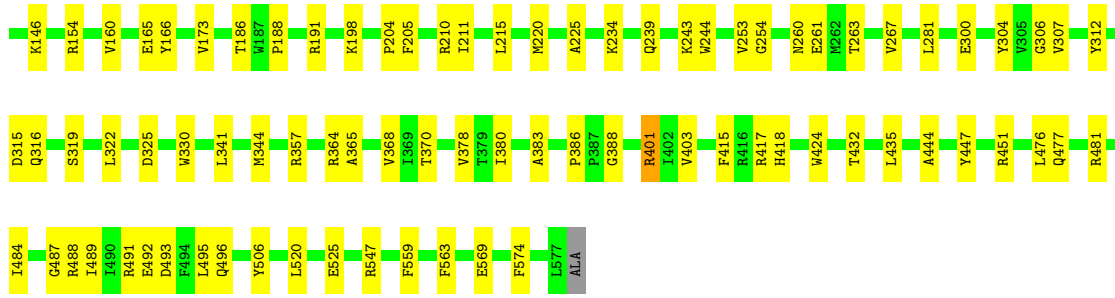 K146 R154 V160 E165 Y166 V173 T186 W187 P188 R191 K198 P204 F205 R210 I211 L215 M220 A225 K234 Q239 K243 W244 V253 G254 N260 E261 M262 T263 V267 L281 E300 Y304 V305 G306 V307 Y312
D315 Q316 S319 L322 D325 W330 L341 M344 R357 R364 A365 V368 I369 T370 V378 T379 I380 A383 P386 P387 G388 R401 I402 V403 F415 R416 R417 H418 W424 T432 L435 A444 Y447 R451 L476 Q477 R481
I484 G487 R488 I489 I490 R491 E492 D493 F494 L495 Q496 Y506 L520 E525 R547 F559 F563 E569 F574 L577 ALA